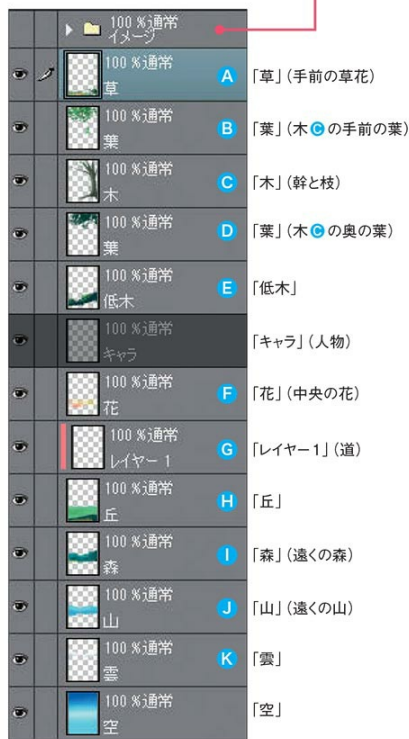 100 %通常
イメージ
100 %通常
草
A 「草」(手前の草花)
100 %通常
葉
B 「葉」(木Cの手前の葉)
100 %通常
木
C 「木」(幹と枝)
100 %通常
葉
D 「葉」(木Cの奥の葉)
100 %通常
低木
E 「低木」
100 %通常
キャラ
「キャラ」(人物)
100 %通常
花
F 「花」(中央の花)
100 %通常
レイヤー 1
G 「レイヤー1」(道)
100 %通常
丘
H 「丘」
100 %通常
森
I 「森」(遠くの森)
100 %通常
山
J 「山」(遠くの山)
100 %通常
雲
K 「雲」
100 %通常
空
「空」